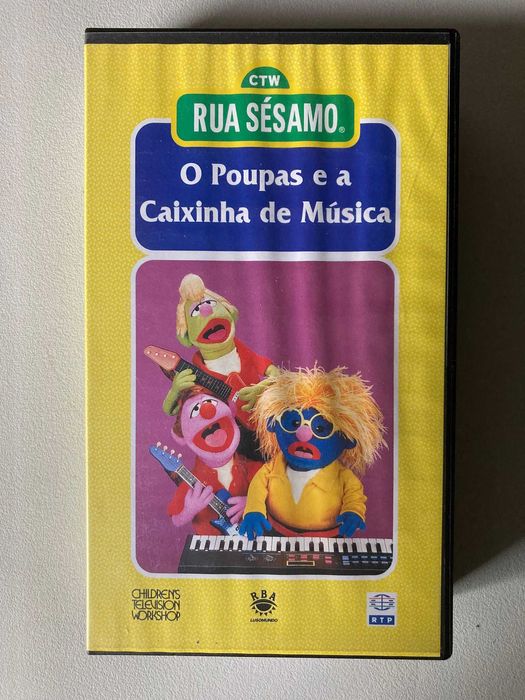 CTW
RUA SÉSAMO®
O Poupas e a
Caixinha de Música
CHILDREN'S
TELEVISION
WORKSHOP
RBA
LUSOMUNDO
RTP